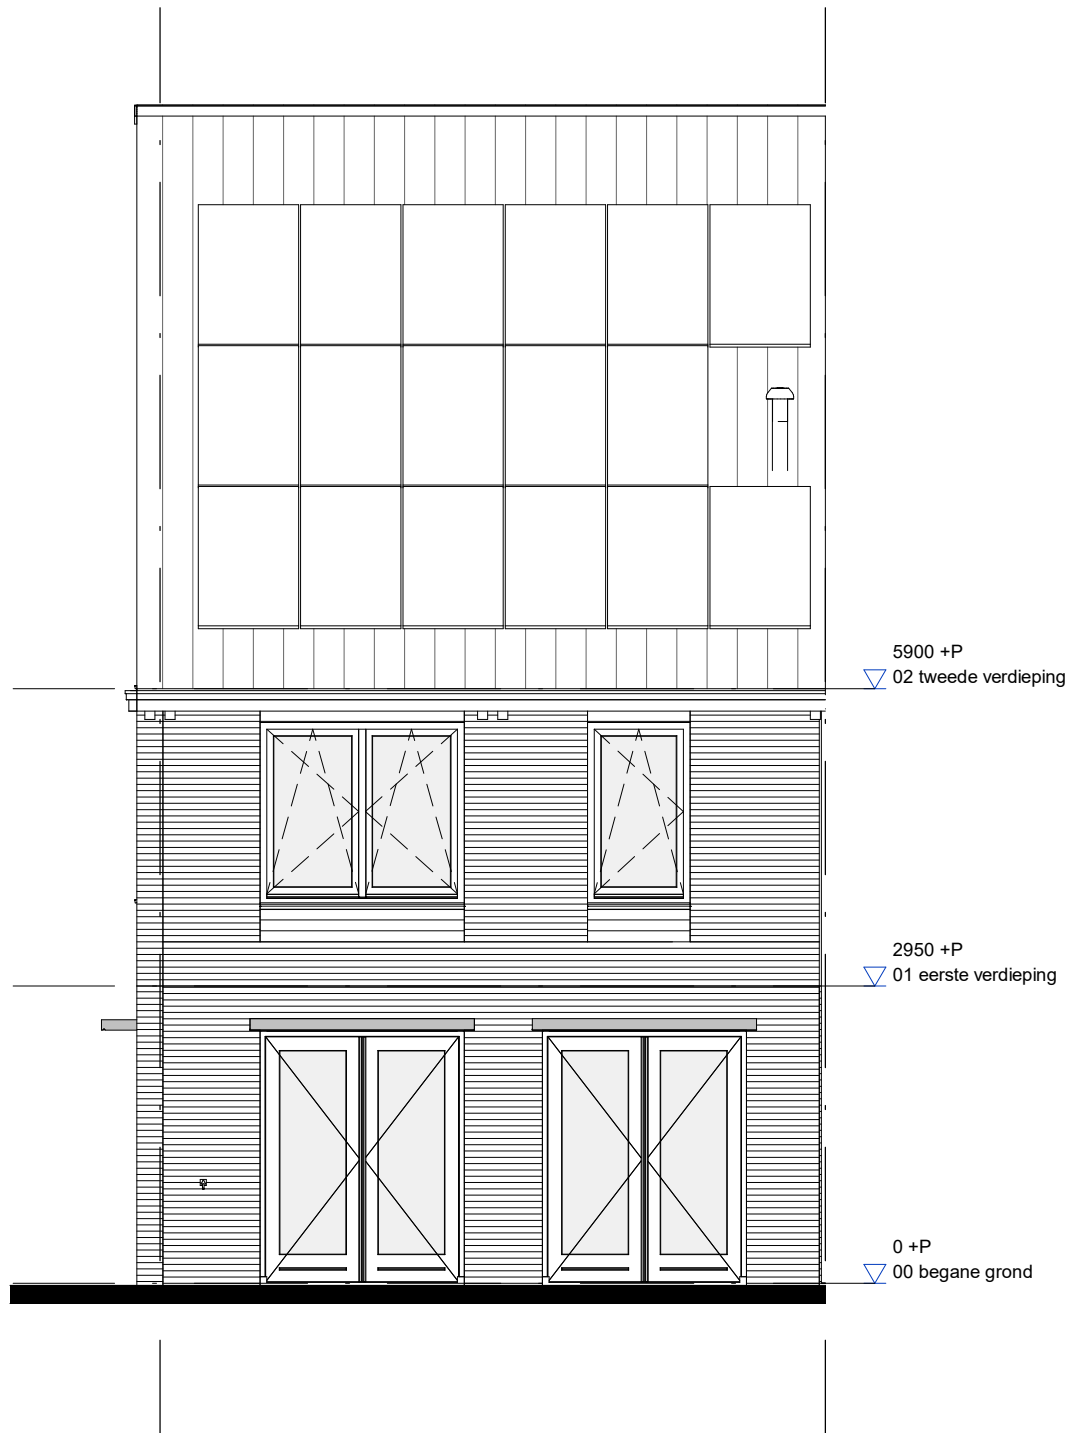 5900 +P
02 tweede verdieping
2950 +P
01 eerste verdieping
0 +P
00 begane grond